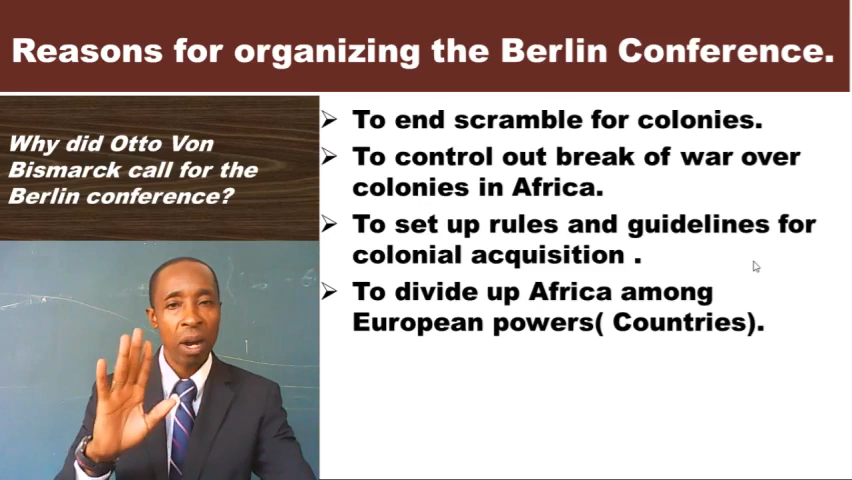 Reasons for organizing the Berlin Conference.
Why did Otto Von
Bismarck call for the
Berlin conference?
➢ To end scramble for colonies.
➢ To control out break of war over
colonies in Africa.
➢ To set up rules and guidelines for
colonial acquisition .
➢ To divide up Africa among
European powers( Countries).